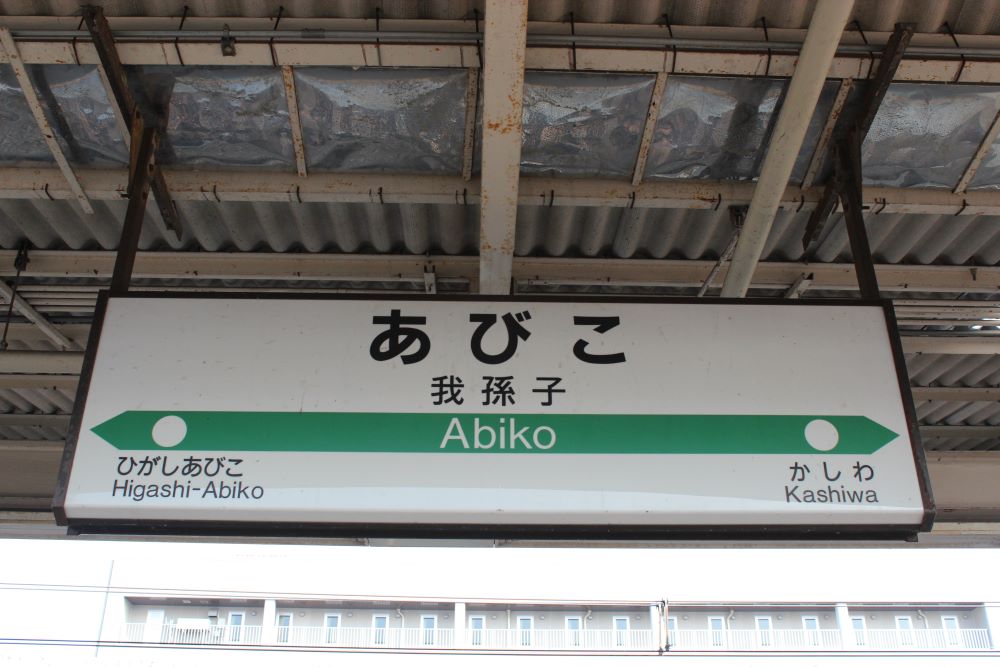 あびこ
我孫子
Abiko
ひがしあびこ
Higashi-Abiko
かしわ
Kashiwa